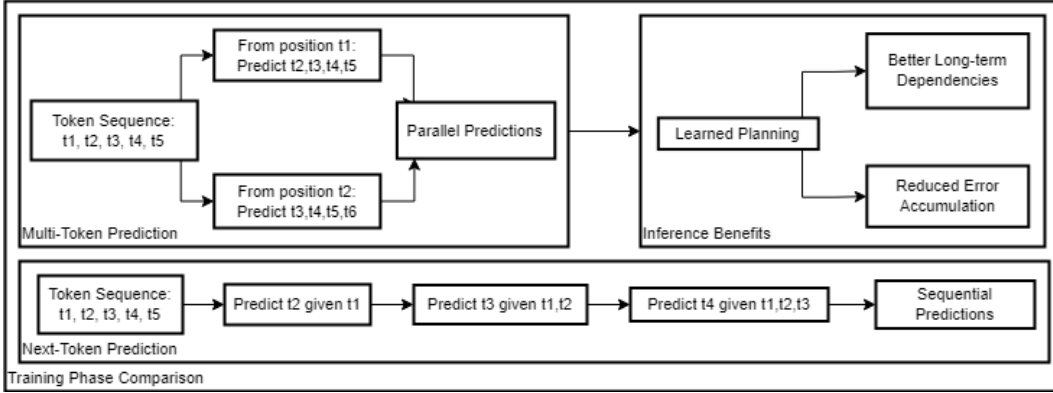 From position t1:
Predict t2,t3,t4,t5
Token Sequence:
t1, t2, t3, t4, t5
From position t2:
Predict t3,t4,t5,t6
Parallel Predictions
Multi-Token Prediction
Learned Planning
Better Long-term
Dependencies
Reduced Error
Accumulation
Inference Benefits
Token Sequence:
t1, t2, t3, t4, t5
Predict t2 given t1
Predict t3 given t1,t2
Predict t4 given t1,t2,t3
Sequential
Predictions
Next-Token Prediction
Training Phase Comparison